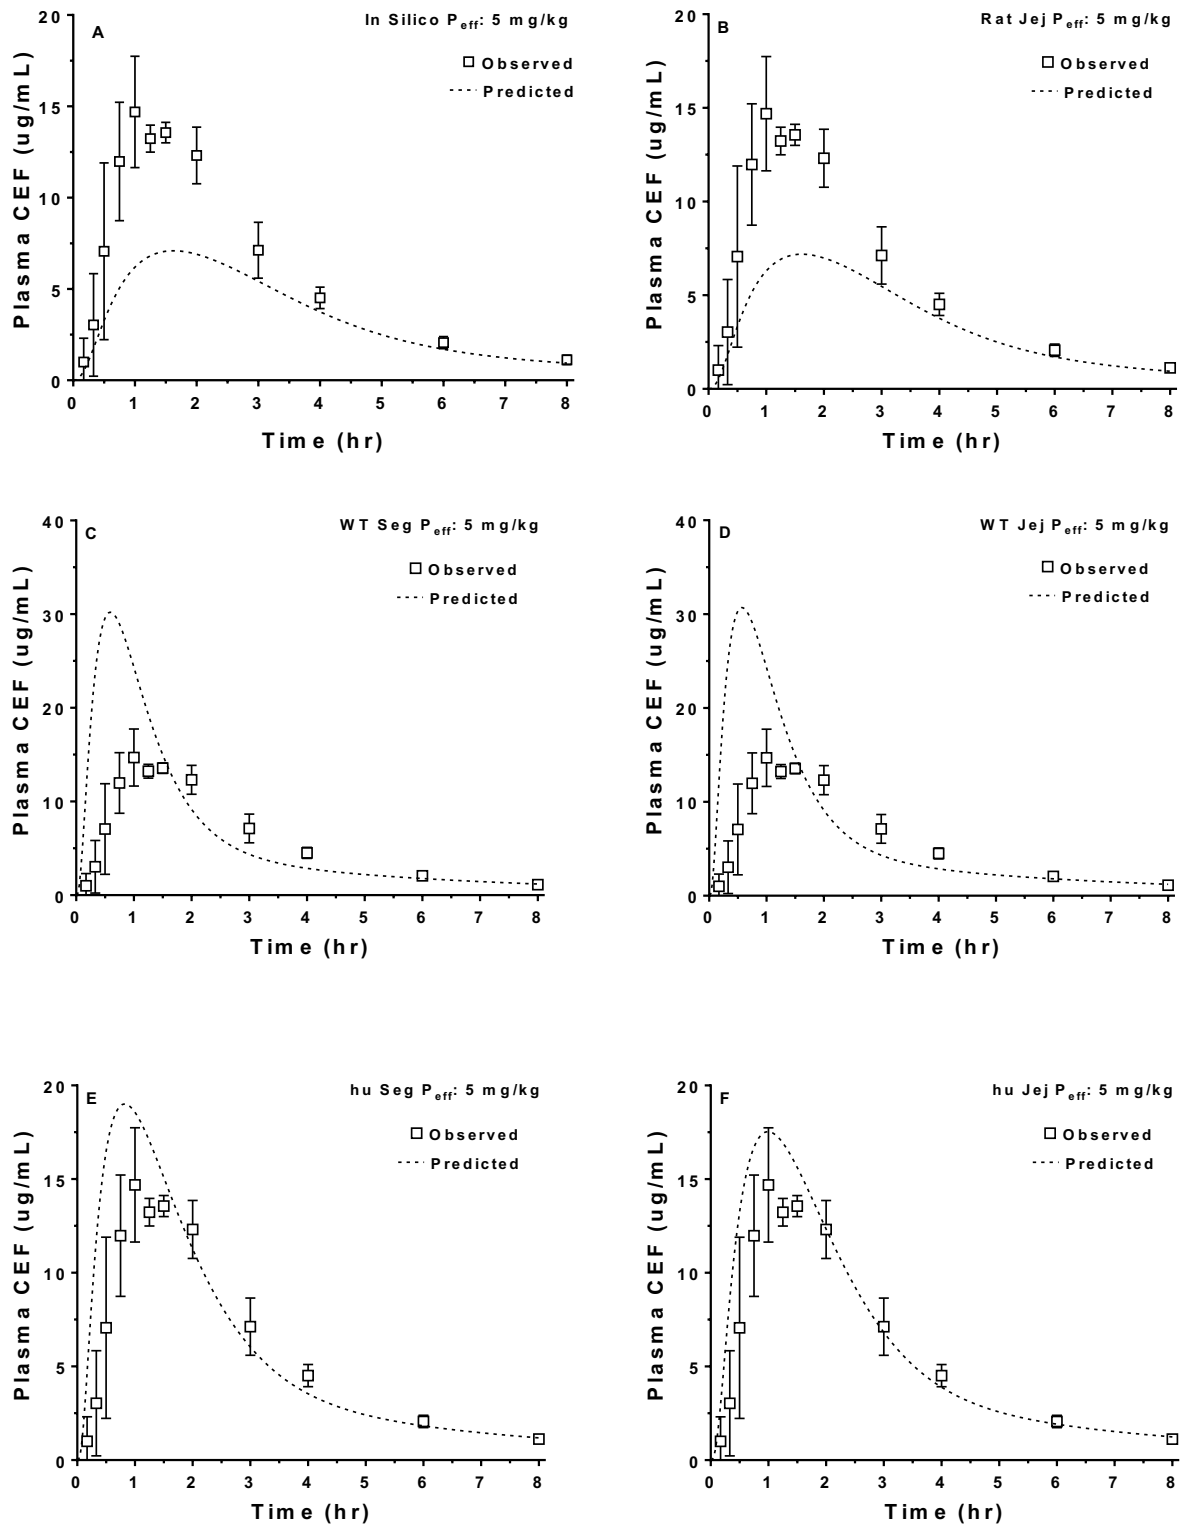 A
In Silico Peff: 5 mg/kg
Observed
Predicted
Plasma CEF (ug/mL)
20
15
10
5
0
0 1 2 3 4 5 6 7 8
Time (hr)
B
Rat Jej Peff: 5 mg/kg
Observed
Predicted
Plasma CEF (ug/mL)
20
15
10
5
0
0 1 2 3 4 5 6 7 8
Time (hr)
C
WT Seg Peff: 5 mg/kg
Observed
Predicted
Plasma CEF (ug/mL)
40
30
20
10
0
0 1 2 3 4 5 6 7 8
Time (hr)
D
WT Jej Peff: 5 mg/kg
Observed
Predicted
Plasma CEF (ug/mL)
40
30
20
10
0
0 1 2 3 4 5 6 7 8
Time (hr)
E
hu Seg Peff: 5 mg/kg
Observed
Predicted
Plasma CEF (ug/mL)
20
15
10
5
0
0 1 2 3 4 5 6 7 8
Time (hr)
F
hu Jej Peff: 5 mg/kg
Observed
Predicted
Plasma CEF (ug/mL)
20
15
10
5
0
0 1 2 3 4 5 6 7 8
Time (hr)